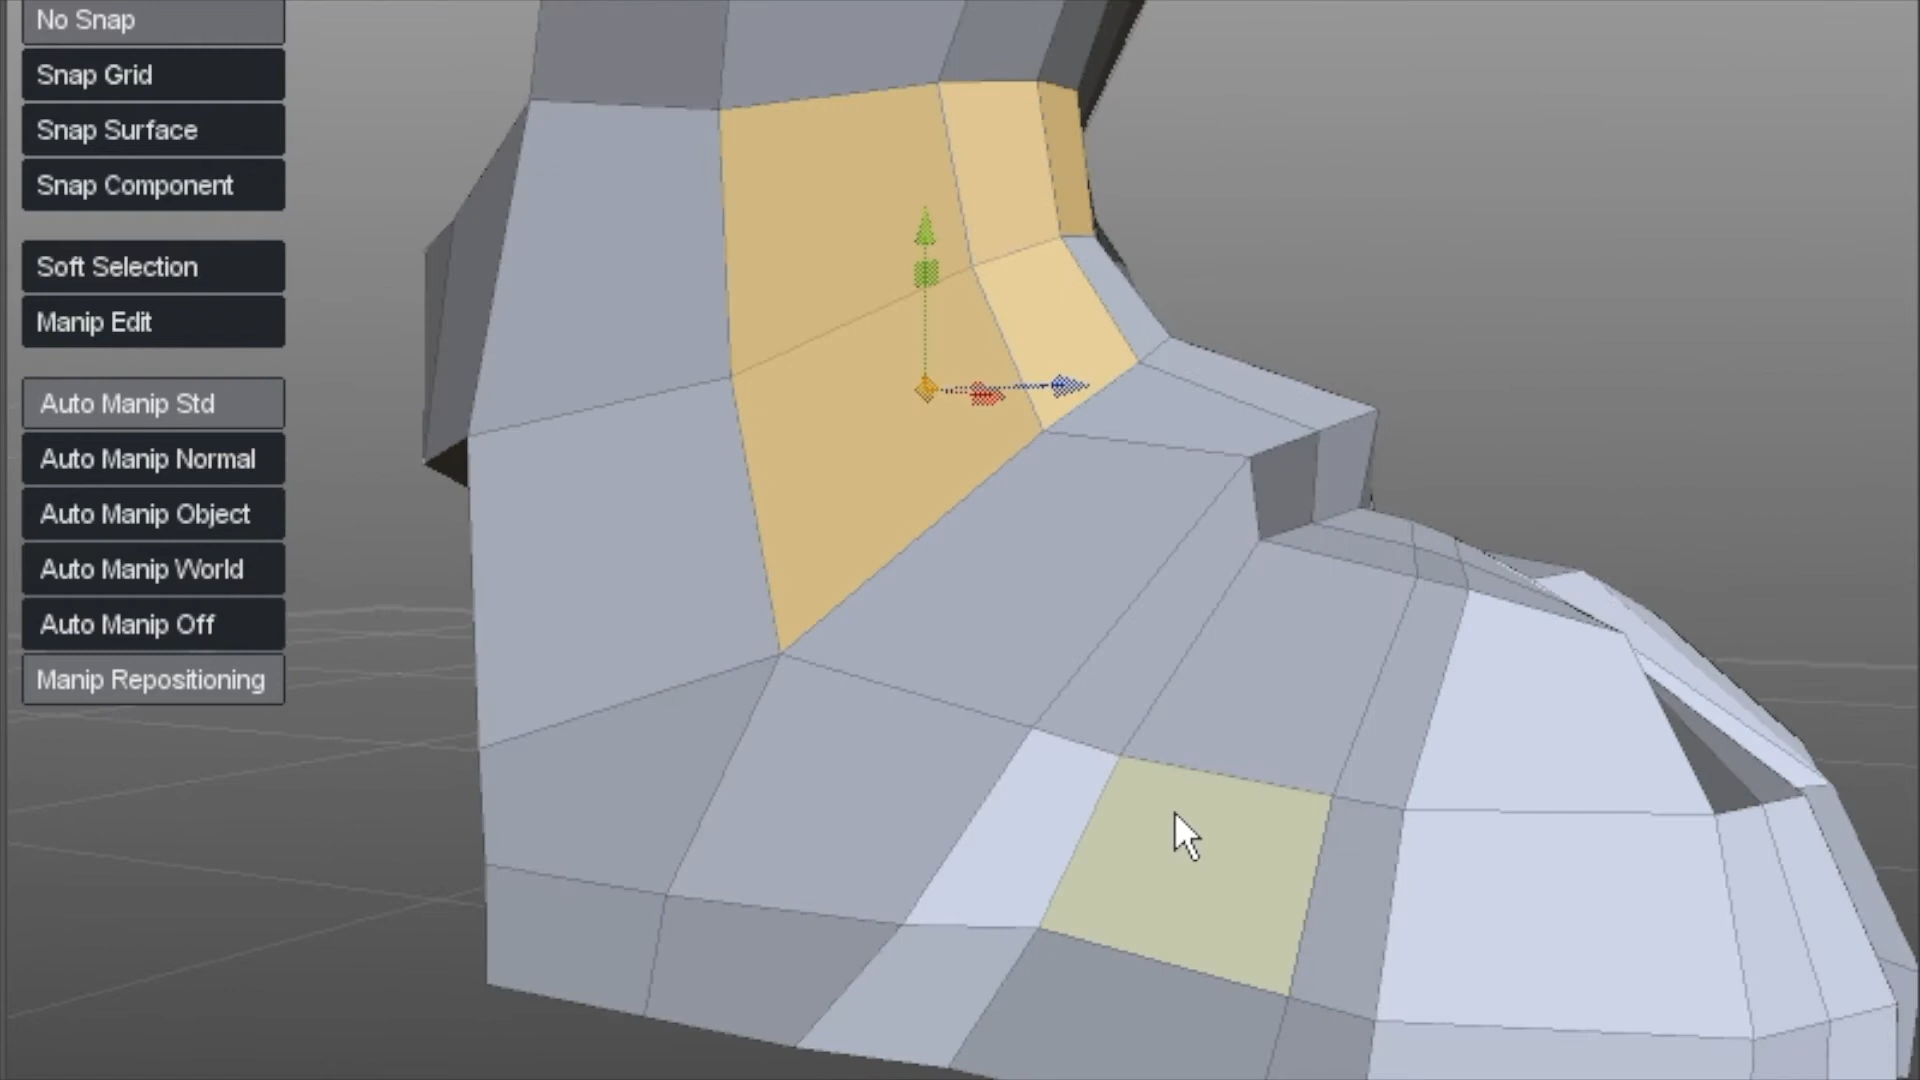 No Snap
Snap Grid
Snap Surface
Snap Component
Soft Selection
Manip Edit
Auto Manip Std
Auto Manip Normal
Auto Manip Object
Auto Manip World
Auto Manip Off
Manip Repositioning